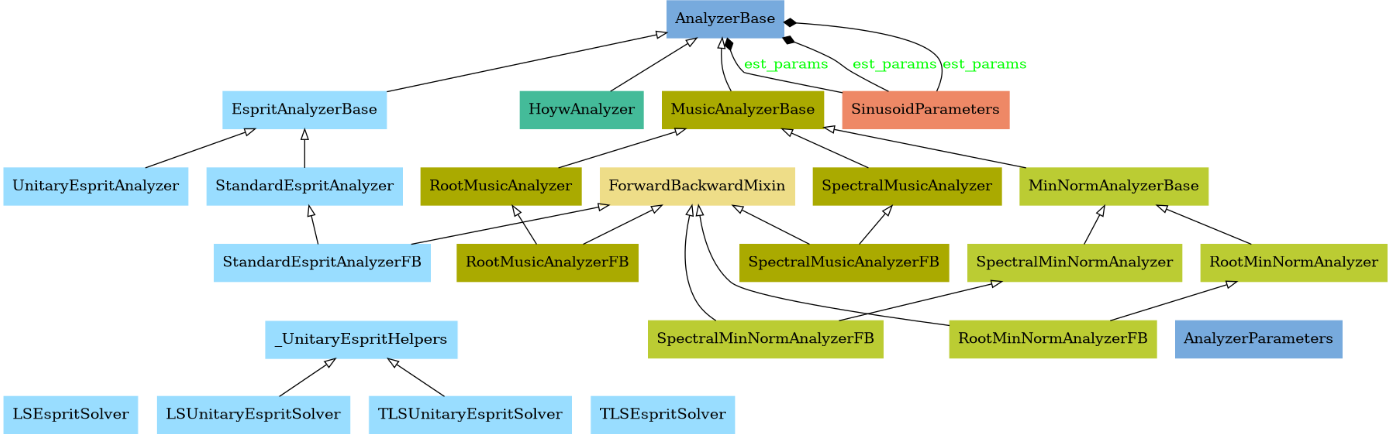 AnalyzerBase
est_params
est_params
est_params
EspritAnalyzerBase
HoywAnalyzer
MusicAnalyzerBase
SinusoidParameters
UnitaryEspritAnalyzer
StandardEspritAnalyzer
RootMusicAnalyzer
ForwardBackwardMixin
SpectralMusicAnalyzer
MinNormAnalyzerBase
StandardEspritAnalyzerFB
RootMusicAnalyzerFB
SpectralMusicAnalyzerFB
SpectralMinNormAnalyzer
RootMinNormAnalyzer
_UnitaryEspritHelpers
SpectralMinNormAnalyzerFB
RootMinNormAnalyzerFB
AnalyzerParameters
LSEspritSolver
LSUnitaryEspritSolver
TLSUnitaryEspritSolver
TLSEspritSolver